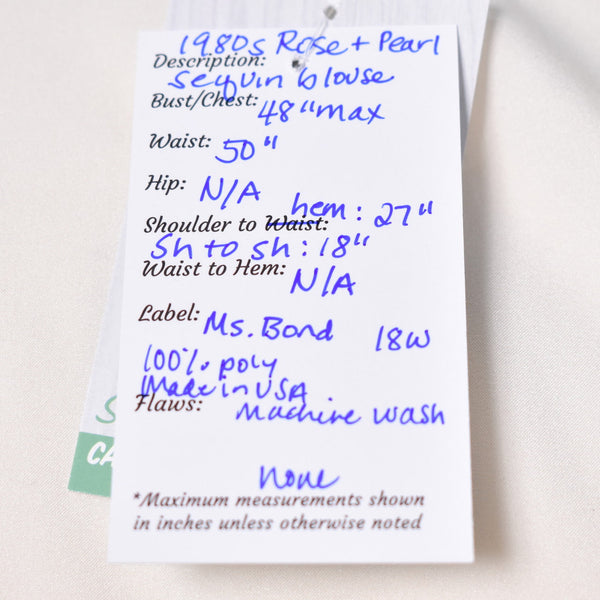 1980s Rose + Pearl
Description:
Sequin blouse
Bust/Chest: 48" max
Waist: 50"
Hip: N/A
hem: 27"
Shoulder to Waist:
Sh to sh: 18"
Waist to Hem: N/A
Label: Ms. Bond 18W
100% poly
Made in USA
Flaws: Machine wash
none
*Maximum measurements shown
in inches unless otherwise noted
S
CA